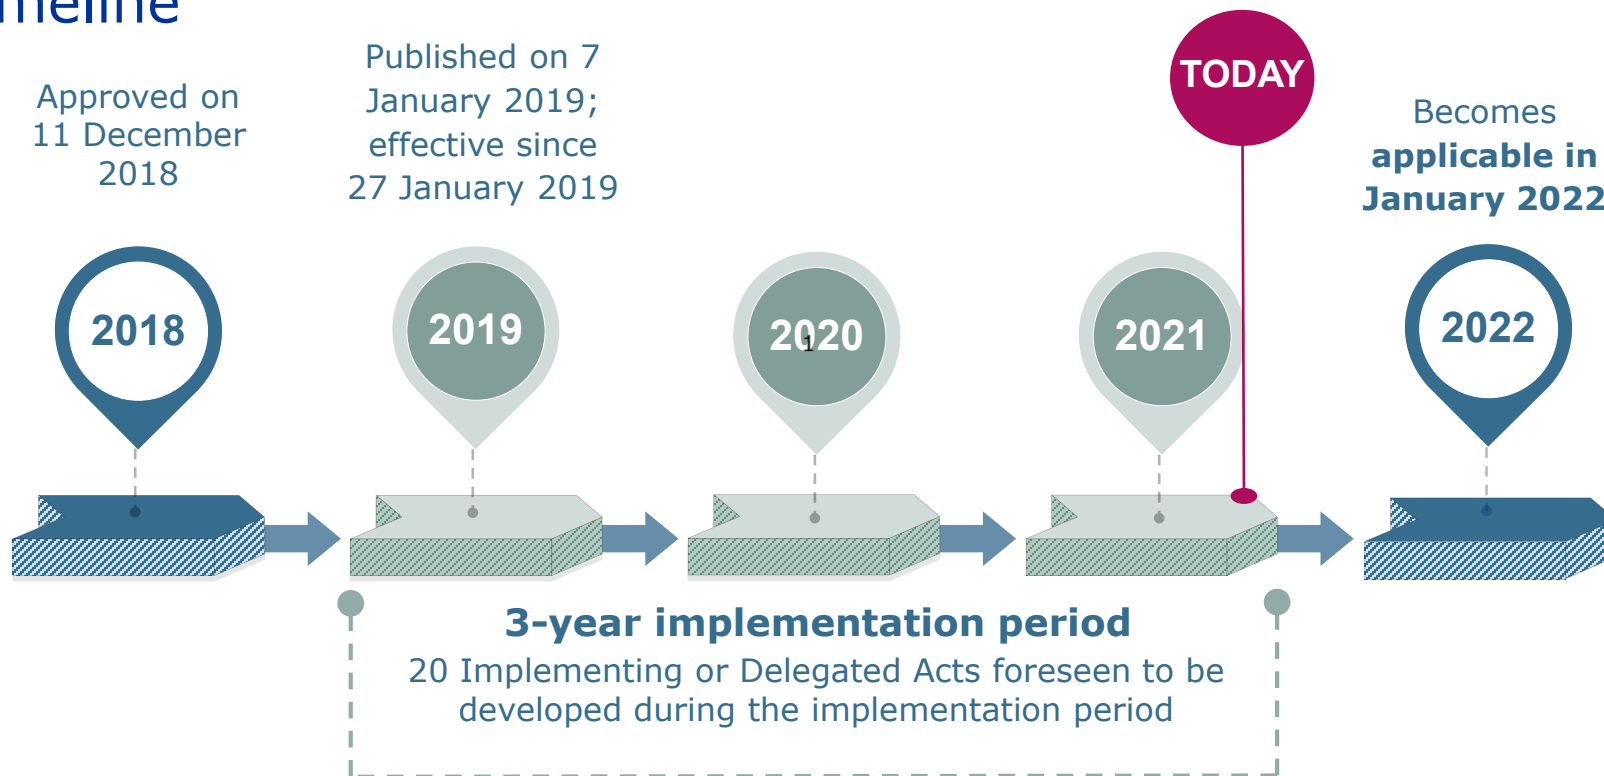 meline
Approved on
11 December
2018
Published on 7
January 2019;
effective since
27 January 2019
TODAY
Becomes
applicable in
January 2022
2018
2019
2020
1
2021
2022
3-year implementation period
20 Implementing or Delegated Acts foreseen to be
developed during the implementation period